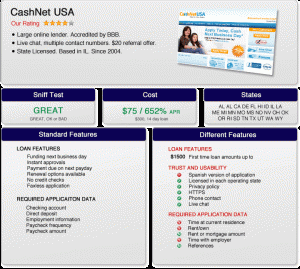 CashNet USA
Our Rating
Large online lender. Accredited by BBB.
Live chat, multiple contact numbers. $20 referral offer.
State Licensed. Based in IL. Since 2004.
CashNetUSA
Apply Today, Cash
Next Business Day!
Sniff Test
GREAT
GREAT, OK or BAD
Cost
$75 / 652% APR
$300, 14 day loan
States
AL AL CA DE FL HI ID IL LA
ME MI MN MO MS ND NV OH OK
OR RI SD TN TX UT WA WY
Standard Features
LOAN FEATURES
Funding next business day
Instant approvals
Payment due on next payday
Renewal options available
No credit checks
Faxless application
REQUIRED APPLICATON DATA
Checking account
Direct deposit
Employment information
Paycheck frequency
Paycheck amount
Different Features
LOAN FEATURES
$1500 First time loan amounts up to
TRUST AND USABILITY
Spanish version of application
Licensed in each operating state
Privacy policy
HTTPS
Phone contact
Live chat
REQUIRED APPLICATION DATA
Time at current residence
Rent/own
Rent or mortgage amount
Time with employer
References